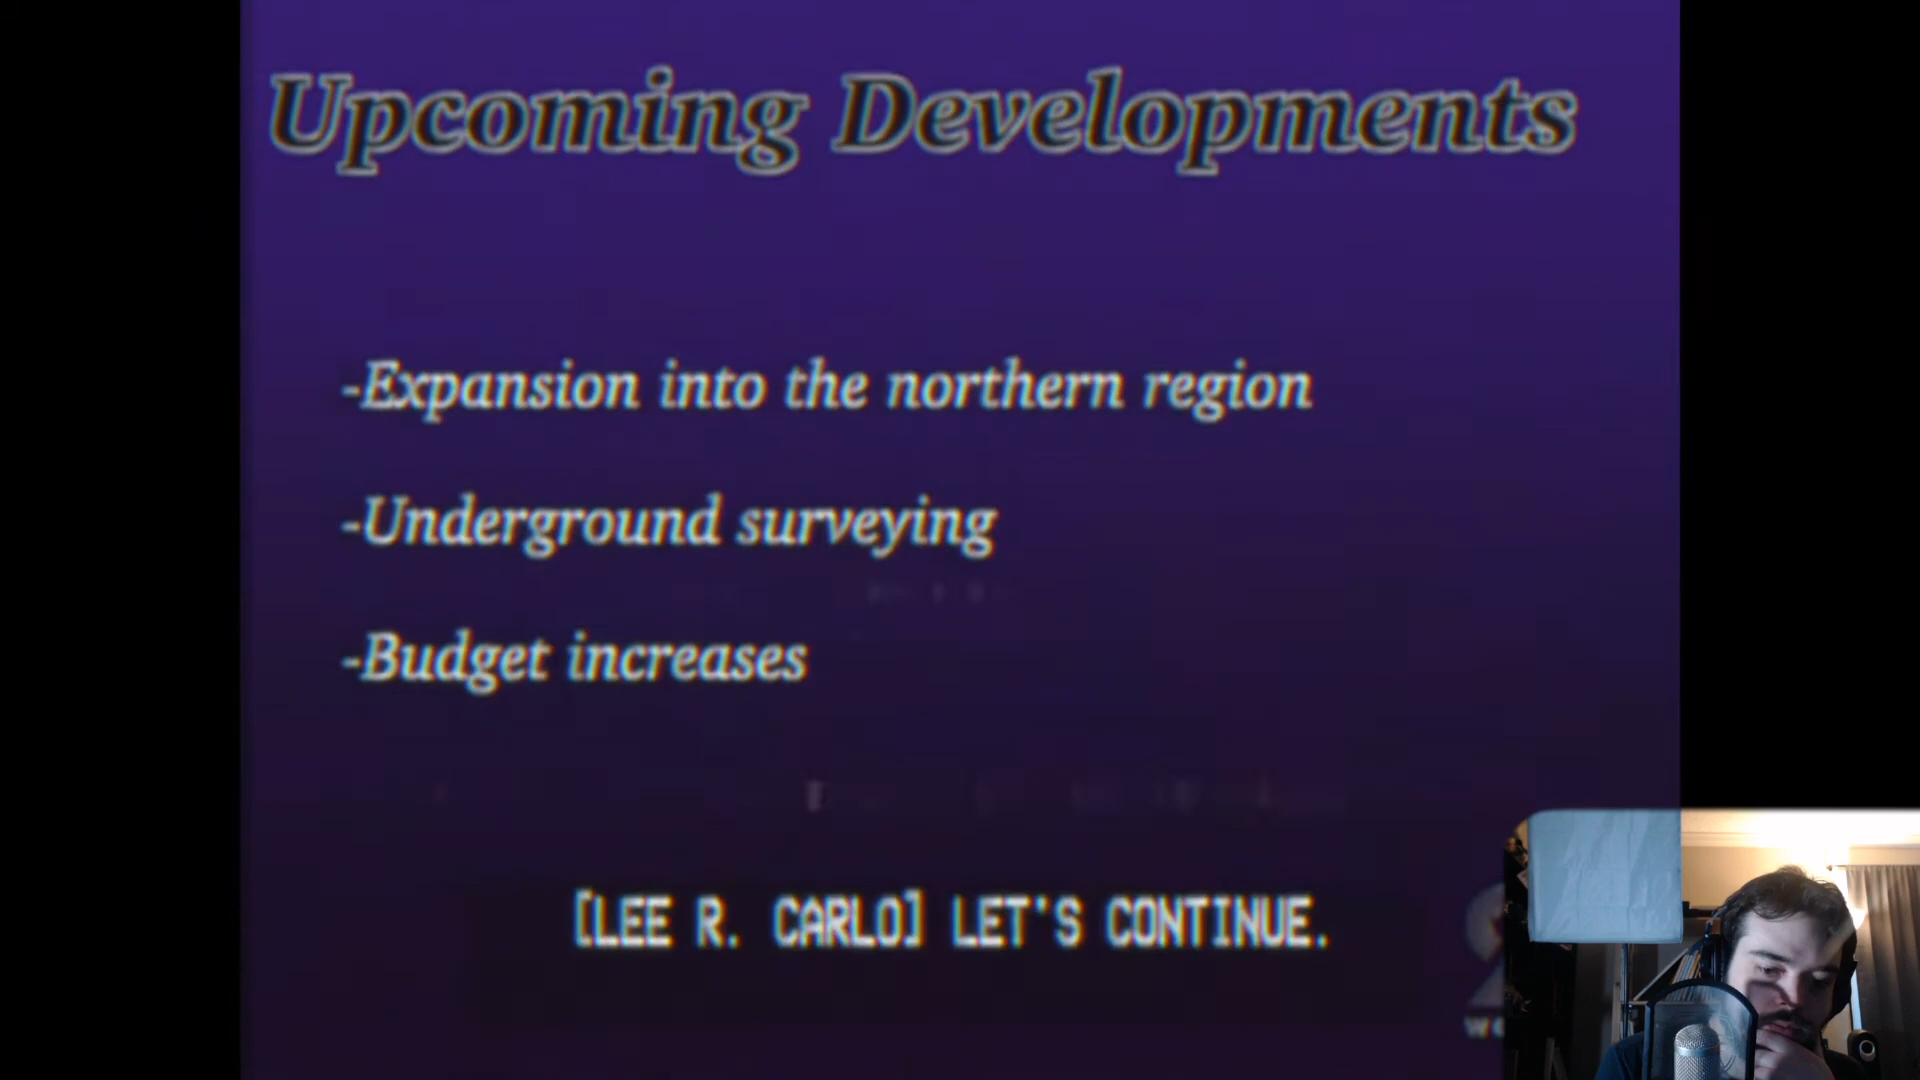 Upcoming Developments
-Expansion into the northern region
-Underground surveying
-Budget increases
[LEE R. CARLO] LET'S CONTINUE.